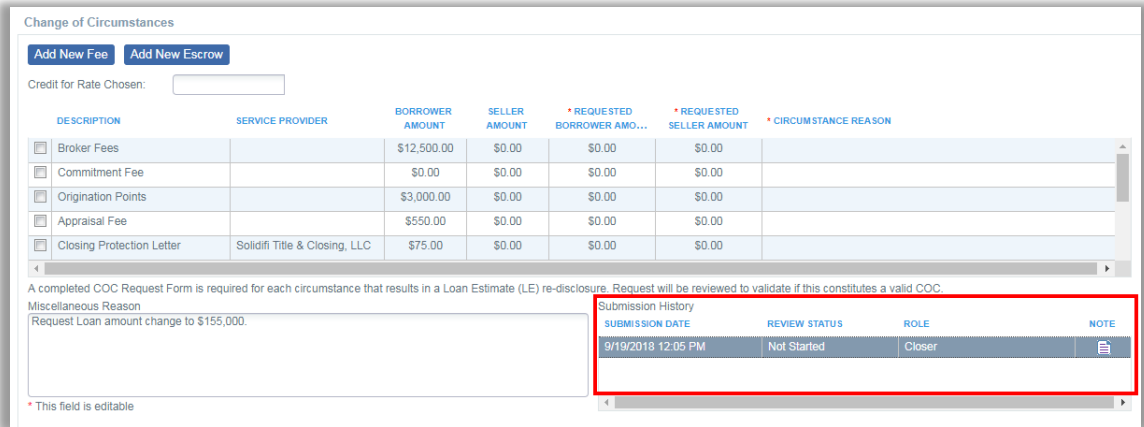 Change of Circumstances
Add New Fee Add New Escrow
Credit for Rate Chosen:
DESCRIPTION SERVICE PROVIDER BORROWER AMOUNT SELLER AMOUNT * REQUESTED BORROWER AMO... * REQUESTED SELLER AMOUNT * CIRCUMSTANCE REASON
Broker Fees $12,500.00 $0.00 $0.00 $0.00
Commitment Fee $0.00 $0.00 $0.00 $0.00
Origination Points $3,000.00 $0.00 $0.00 $0.00
Appraisal Fee $550.00 $0.00 $0.00 $0.00
Closing Protection Letter Solidifi Title & Closing, LLC $75.00 $0.00 $0.00 $0.00
A completed COC Request Form is required for each circumstance that results in a Loan Estimate (LE) re-disclosure. Request will be reviewed to validate if this constitutes a valid COC.
Miscellaneous Reason
Request Loan amount change to $155,000.
* This field is editable
Submission History
SUBMISSION DATE REVIEW STATUS ROLE NOTE
9/19/2018 12:05 PM Not Started Closer